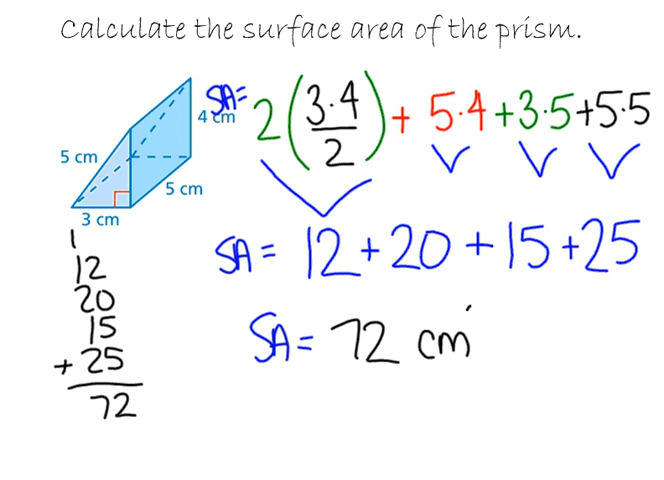 Calculate the surface area of the prism.
SA= 2(3·4/2) + 5·4+3·5+5·5
4 cm
5 cm
5 cm
3 cm
SA= 12+20+15+25
SA= 72 cm
1
12
20
15
+ 25
72